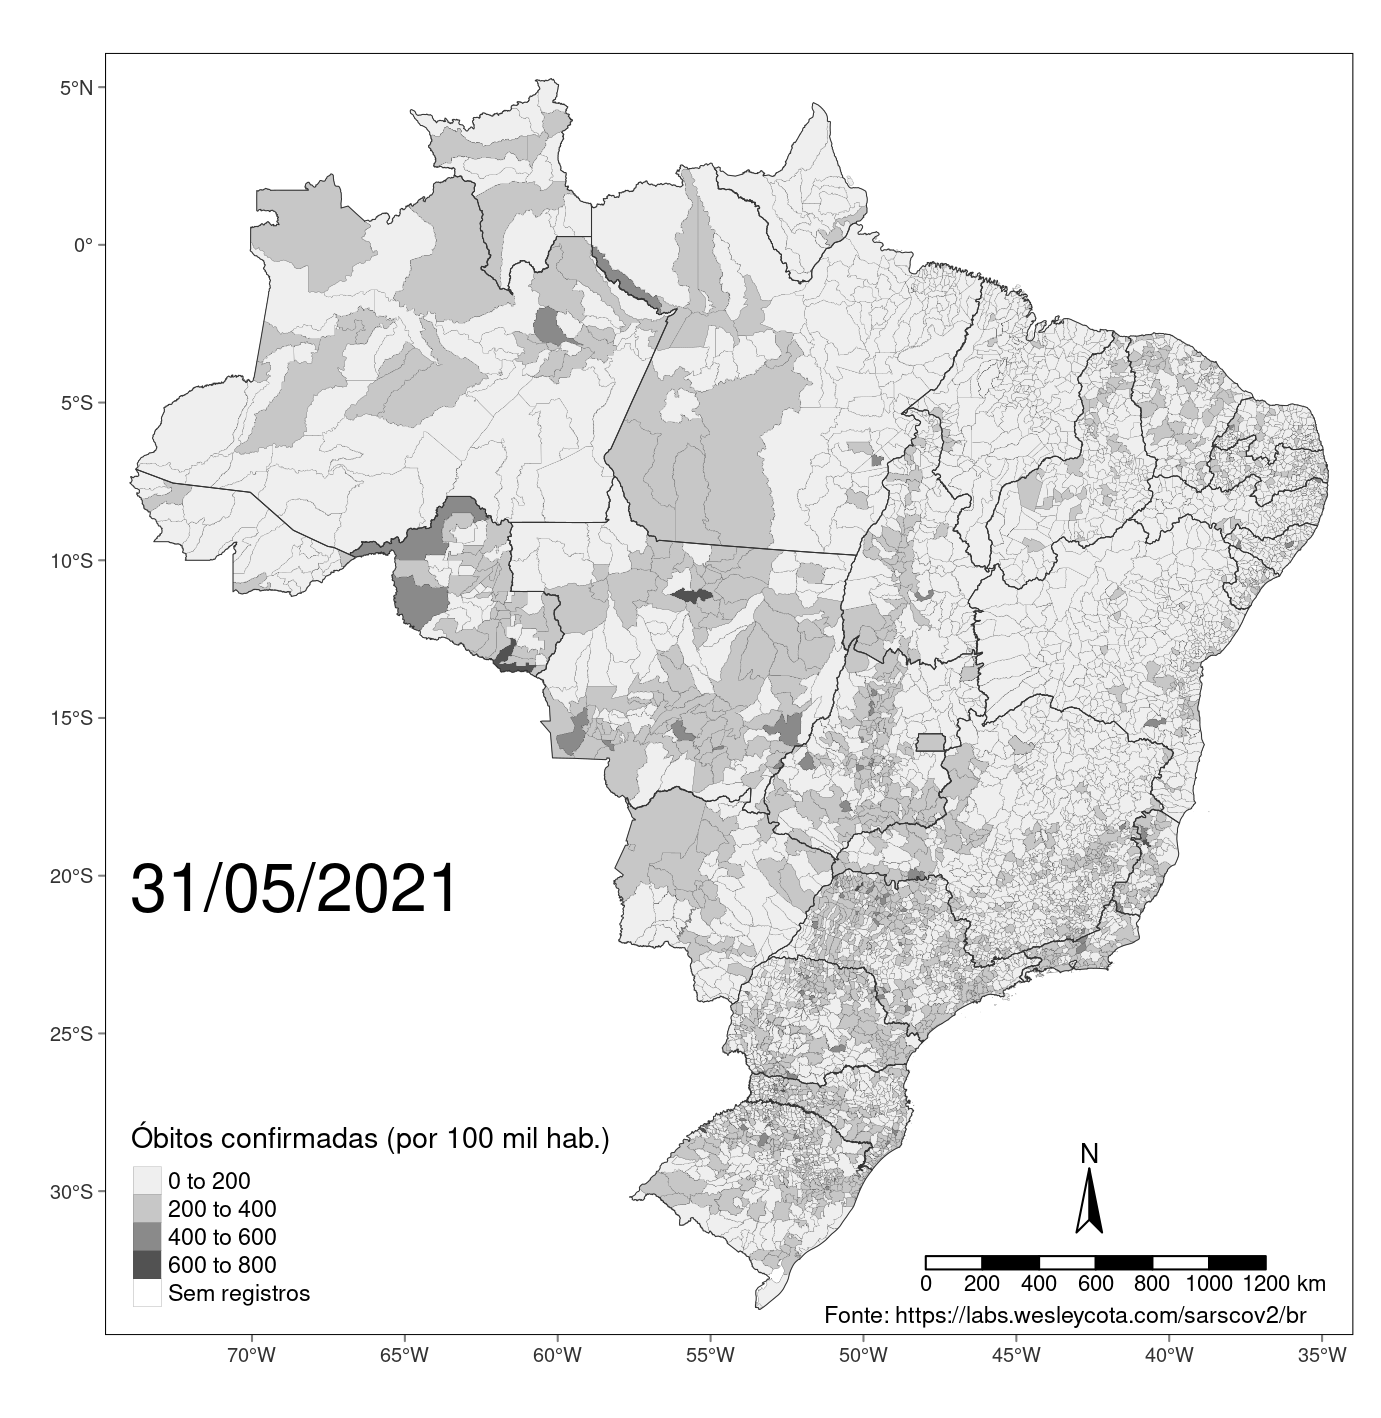 5°N
0°
5°S
10°S
15°S
20°S
25°S
30°S
31/05/2021
Óbitos confirmadas (por 100 mil hab.)
0 to 200
200 to 400
400 to 600
600 to 800
Sem registros
N
0 200 400 600 800 1000 1200 km
Fonte: https://labs.wesleycota.com/sarscov2/br
70°W 65°W 60°W 55°W 50°W 45°W 40°W 35°W